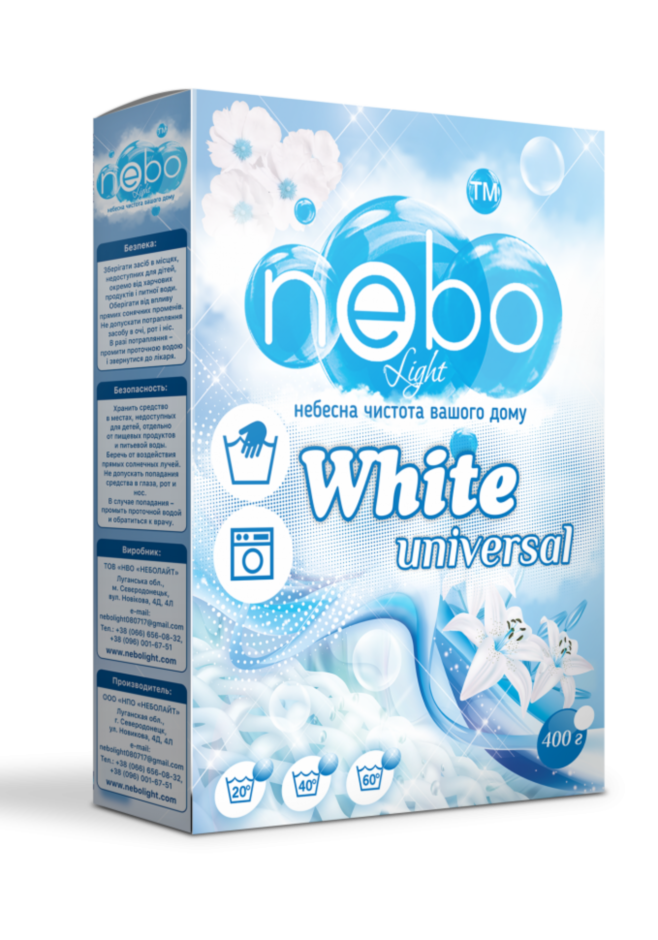 TM
nebo
Light
небесна чистота вашого дому
Безпека:
Зберігати засіб в місцях,
недоступних для дітей,
окремо від харчових
продуктів і питної води.
Оберігати від впливу
прямих сонячних променів.
Не допускати потрапляння
засобу в очі, рот і ніс.
В разі потрапляння –
промити проточною водою
і звернутися до лікаря.
Безопасность:
Хранить средство
в местах, недоступных
для детей, отдельно
от пищевых продуктов
и питьевой воды.
Беречь от воздействия
прямых солнечных лучей.
Не допускать попадания
средства в глаза, рот и
нос.
В случае попадания –
промыть проточной водой
и обратиться к врачу.
Виробник:
ТОВ «НВО «НЕБОЛАЙТ»
Луганська обл.,
м. Сєвєродонецьк,
вул. Новікова, 4Д, 4Л
e-mail:
nebolight080717@gmail.com
Тел.: +38 (066) 656-08-32,
+38 (096) 001-67-51
www.nebolight.com
Производитель:
ООО «НПО «НЕБОЛАЙТ»
Луганская обл.,
г. Северодонецк,
ул. Новикова, 4Д, 4Л
e-mail:
nebolight080717@gmail.com
Тел.: +38 (066) 656-08-32,
+38 (096) 001-67-51
www.nebolight.com
TM
nebo
Light
небесна чистота вашого дому
White
universal
400 г
20° 40° 60°